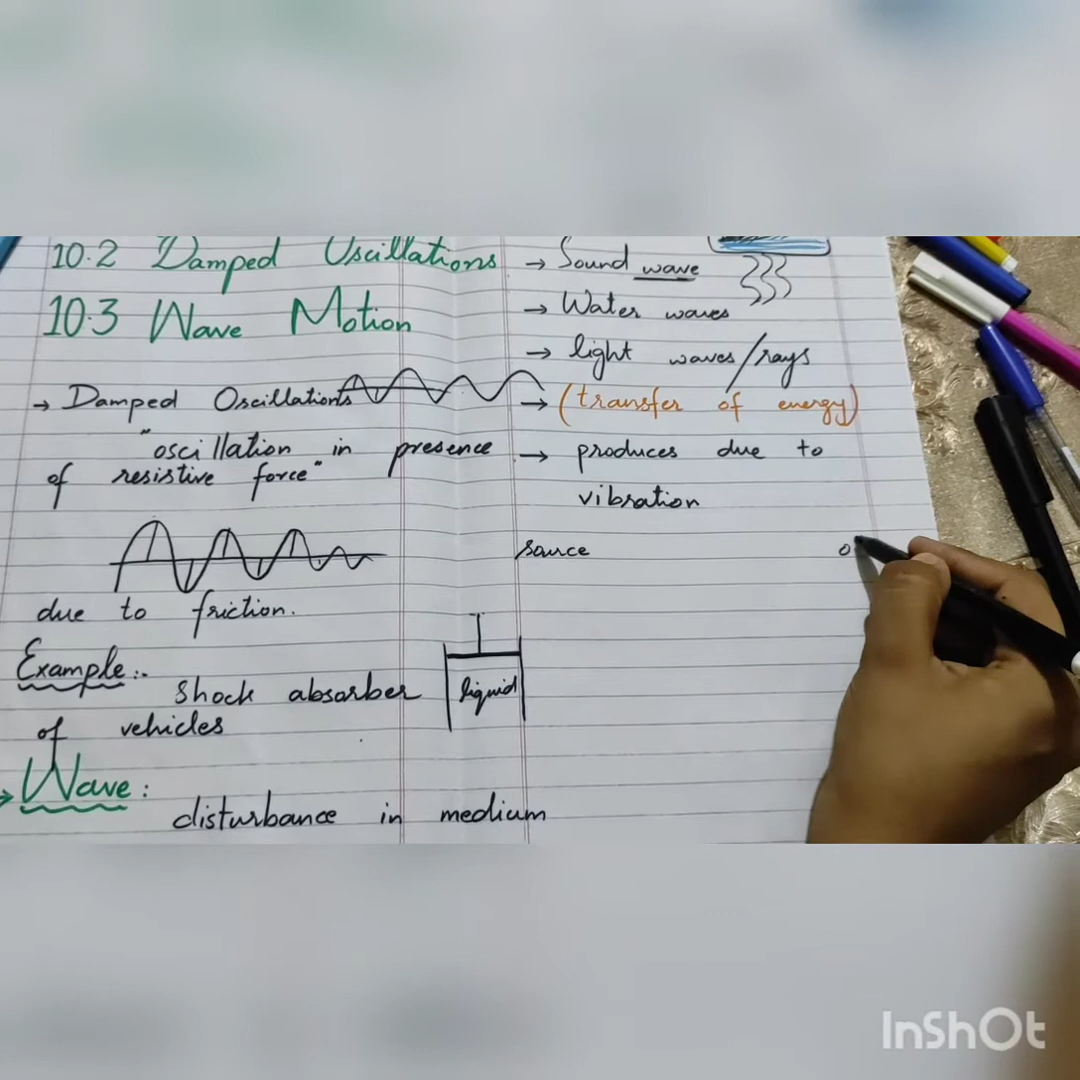 10.2 Damped Oscillations
10.3 Wave Motion
→ Damped Oscillations
"oscillation in presence
of resistive force"
due to friction.
Example:-
Shock absorber
of vehicles
liquid
→ Wave:
disturbance in medium
→ Sound wave
→ Water waves
→ light waves/rays
→ (transfer of energy)
→ produces due to
vibration
source
o
InShOt